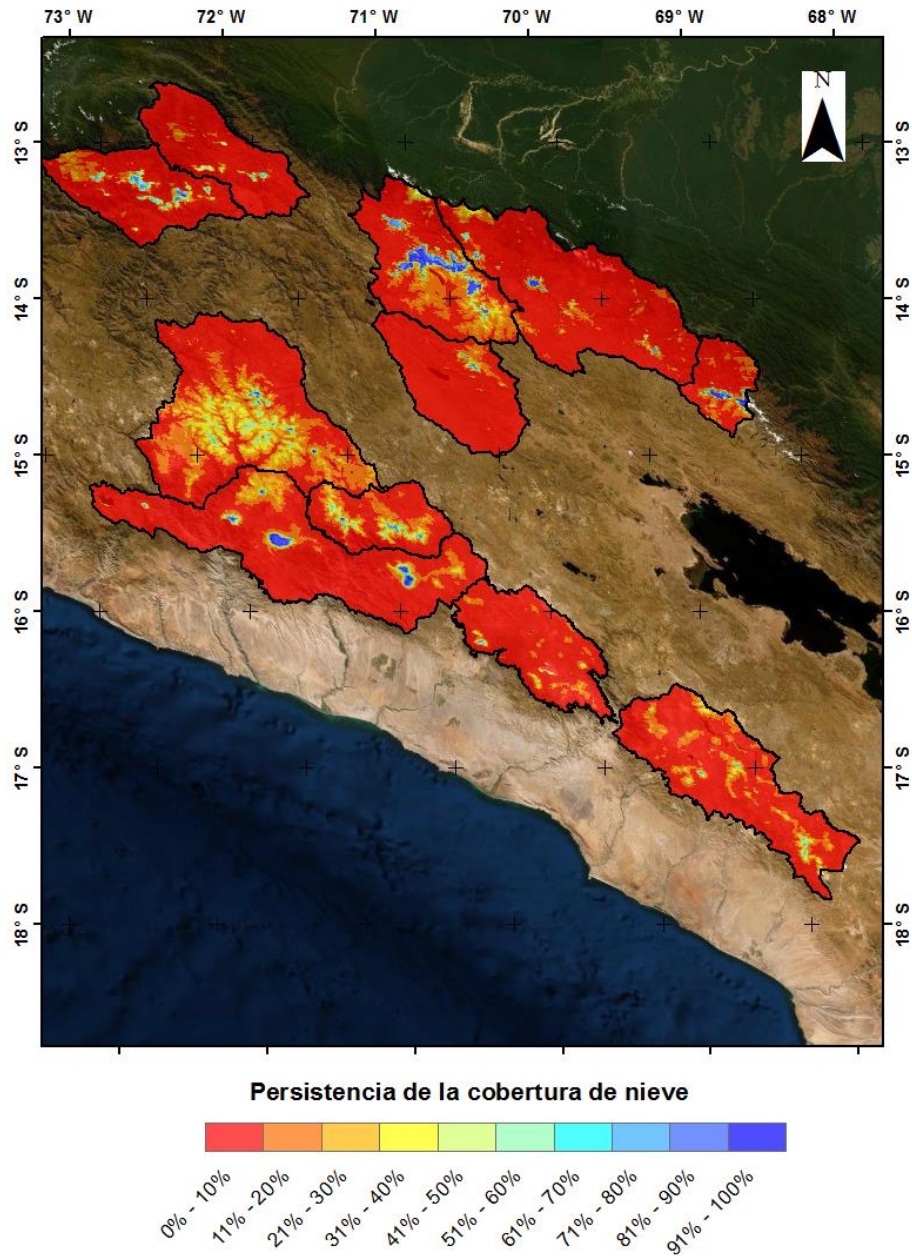 73° W 72° W 71° W 70° W 69° W 68° W
N
13° S 13° S
14° S 14° S
15° S 15° S
16° S 16° S
17° S 17° S
18° S 18° S
Persistencia de la cobertura de nieve
0% - 10% 11% - 20% 21% - 30% 31% - 40% 41% - 50% 51% - 60% 61% - 70% 71% - 80% 81% - 90% 91% - 100%